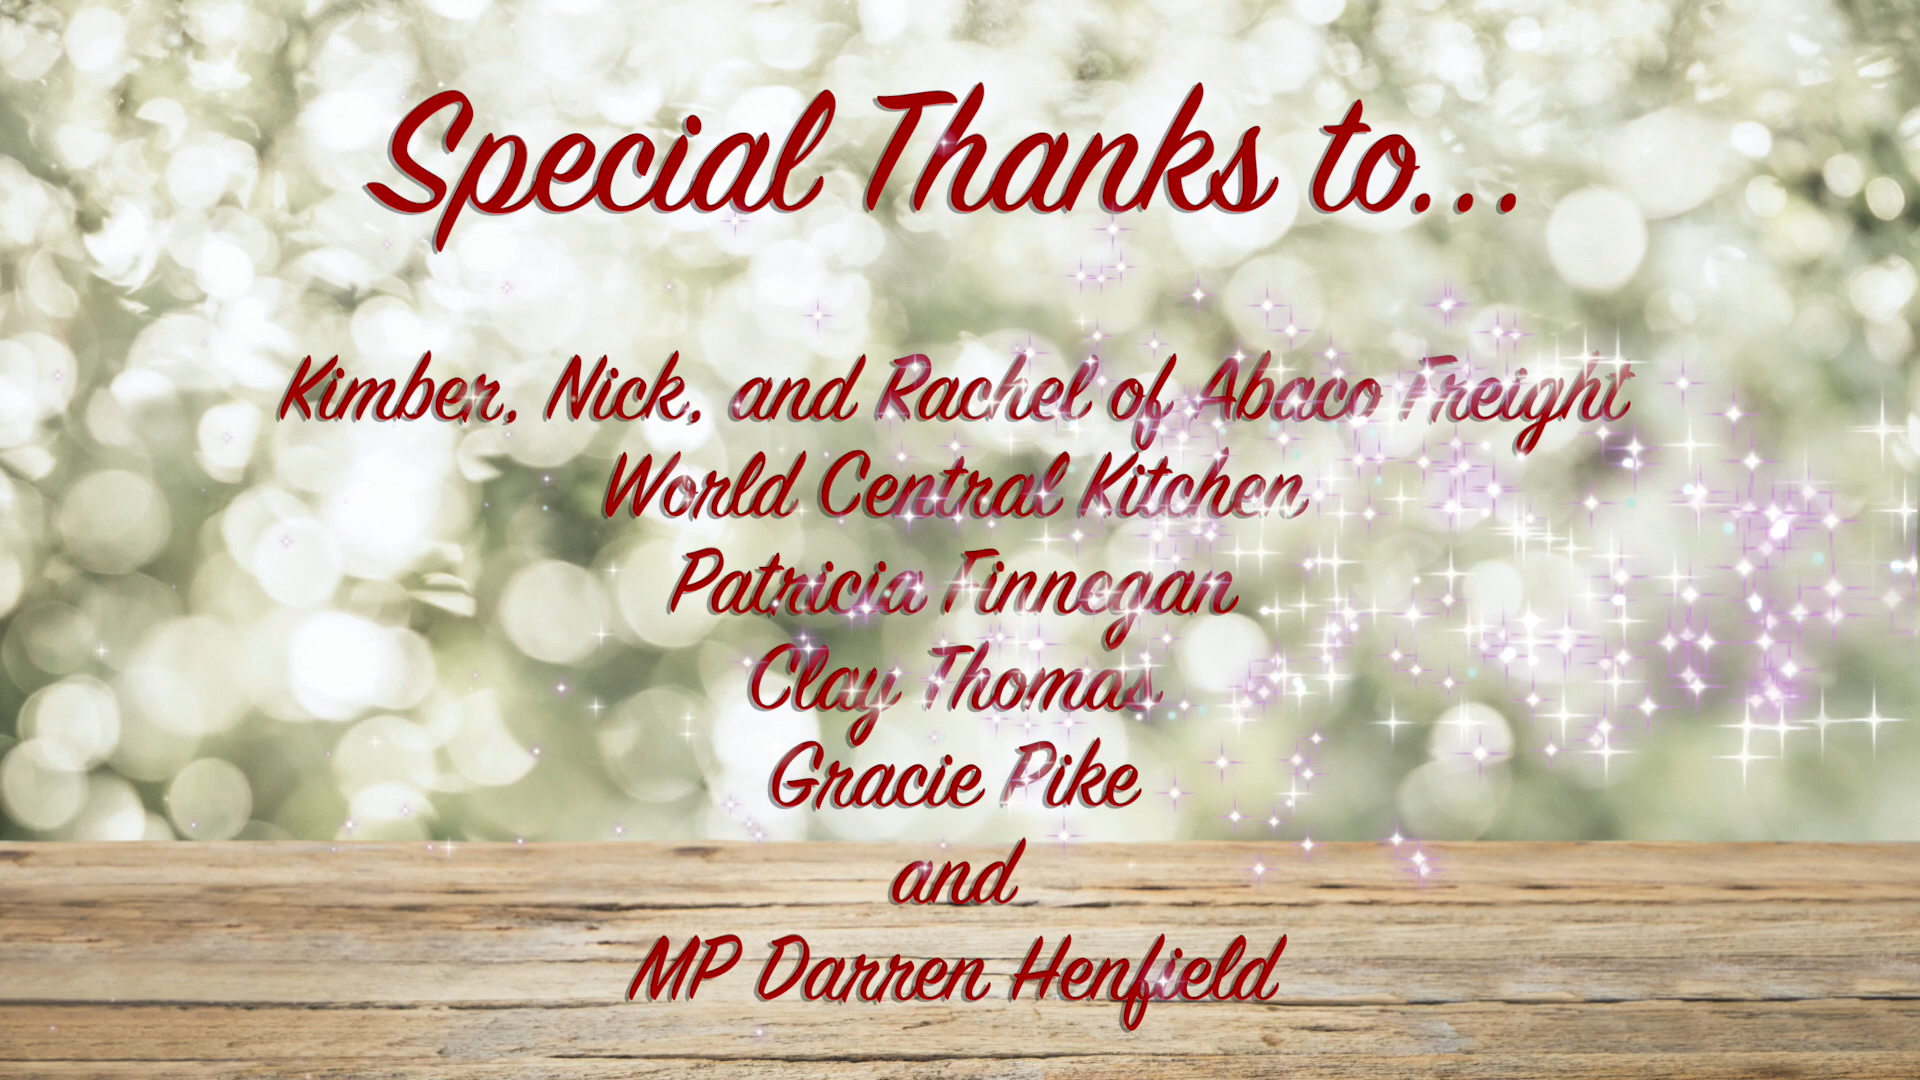 Special Thanks to...
Kimber, Nick, and Rachel of Abaco Freight
World Central Kitchen
Patricia Finnegan
Clay Thomas
Gracie Pike
and
MP Darren Henfield